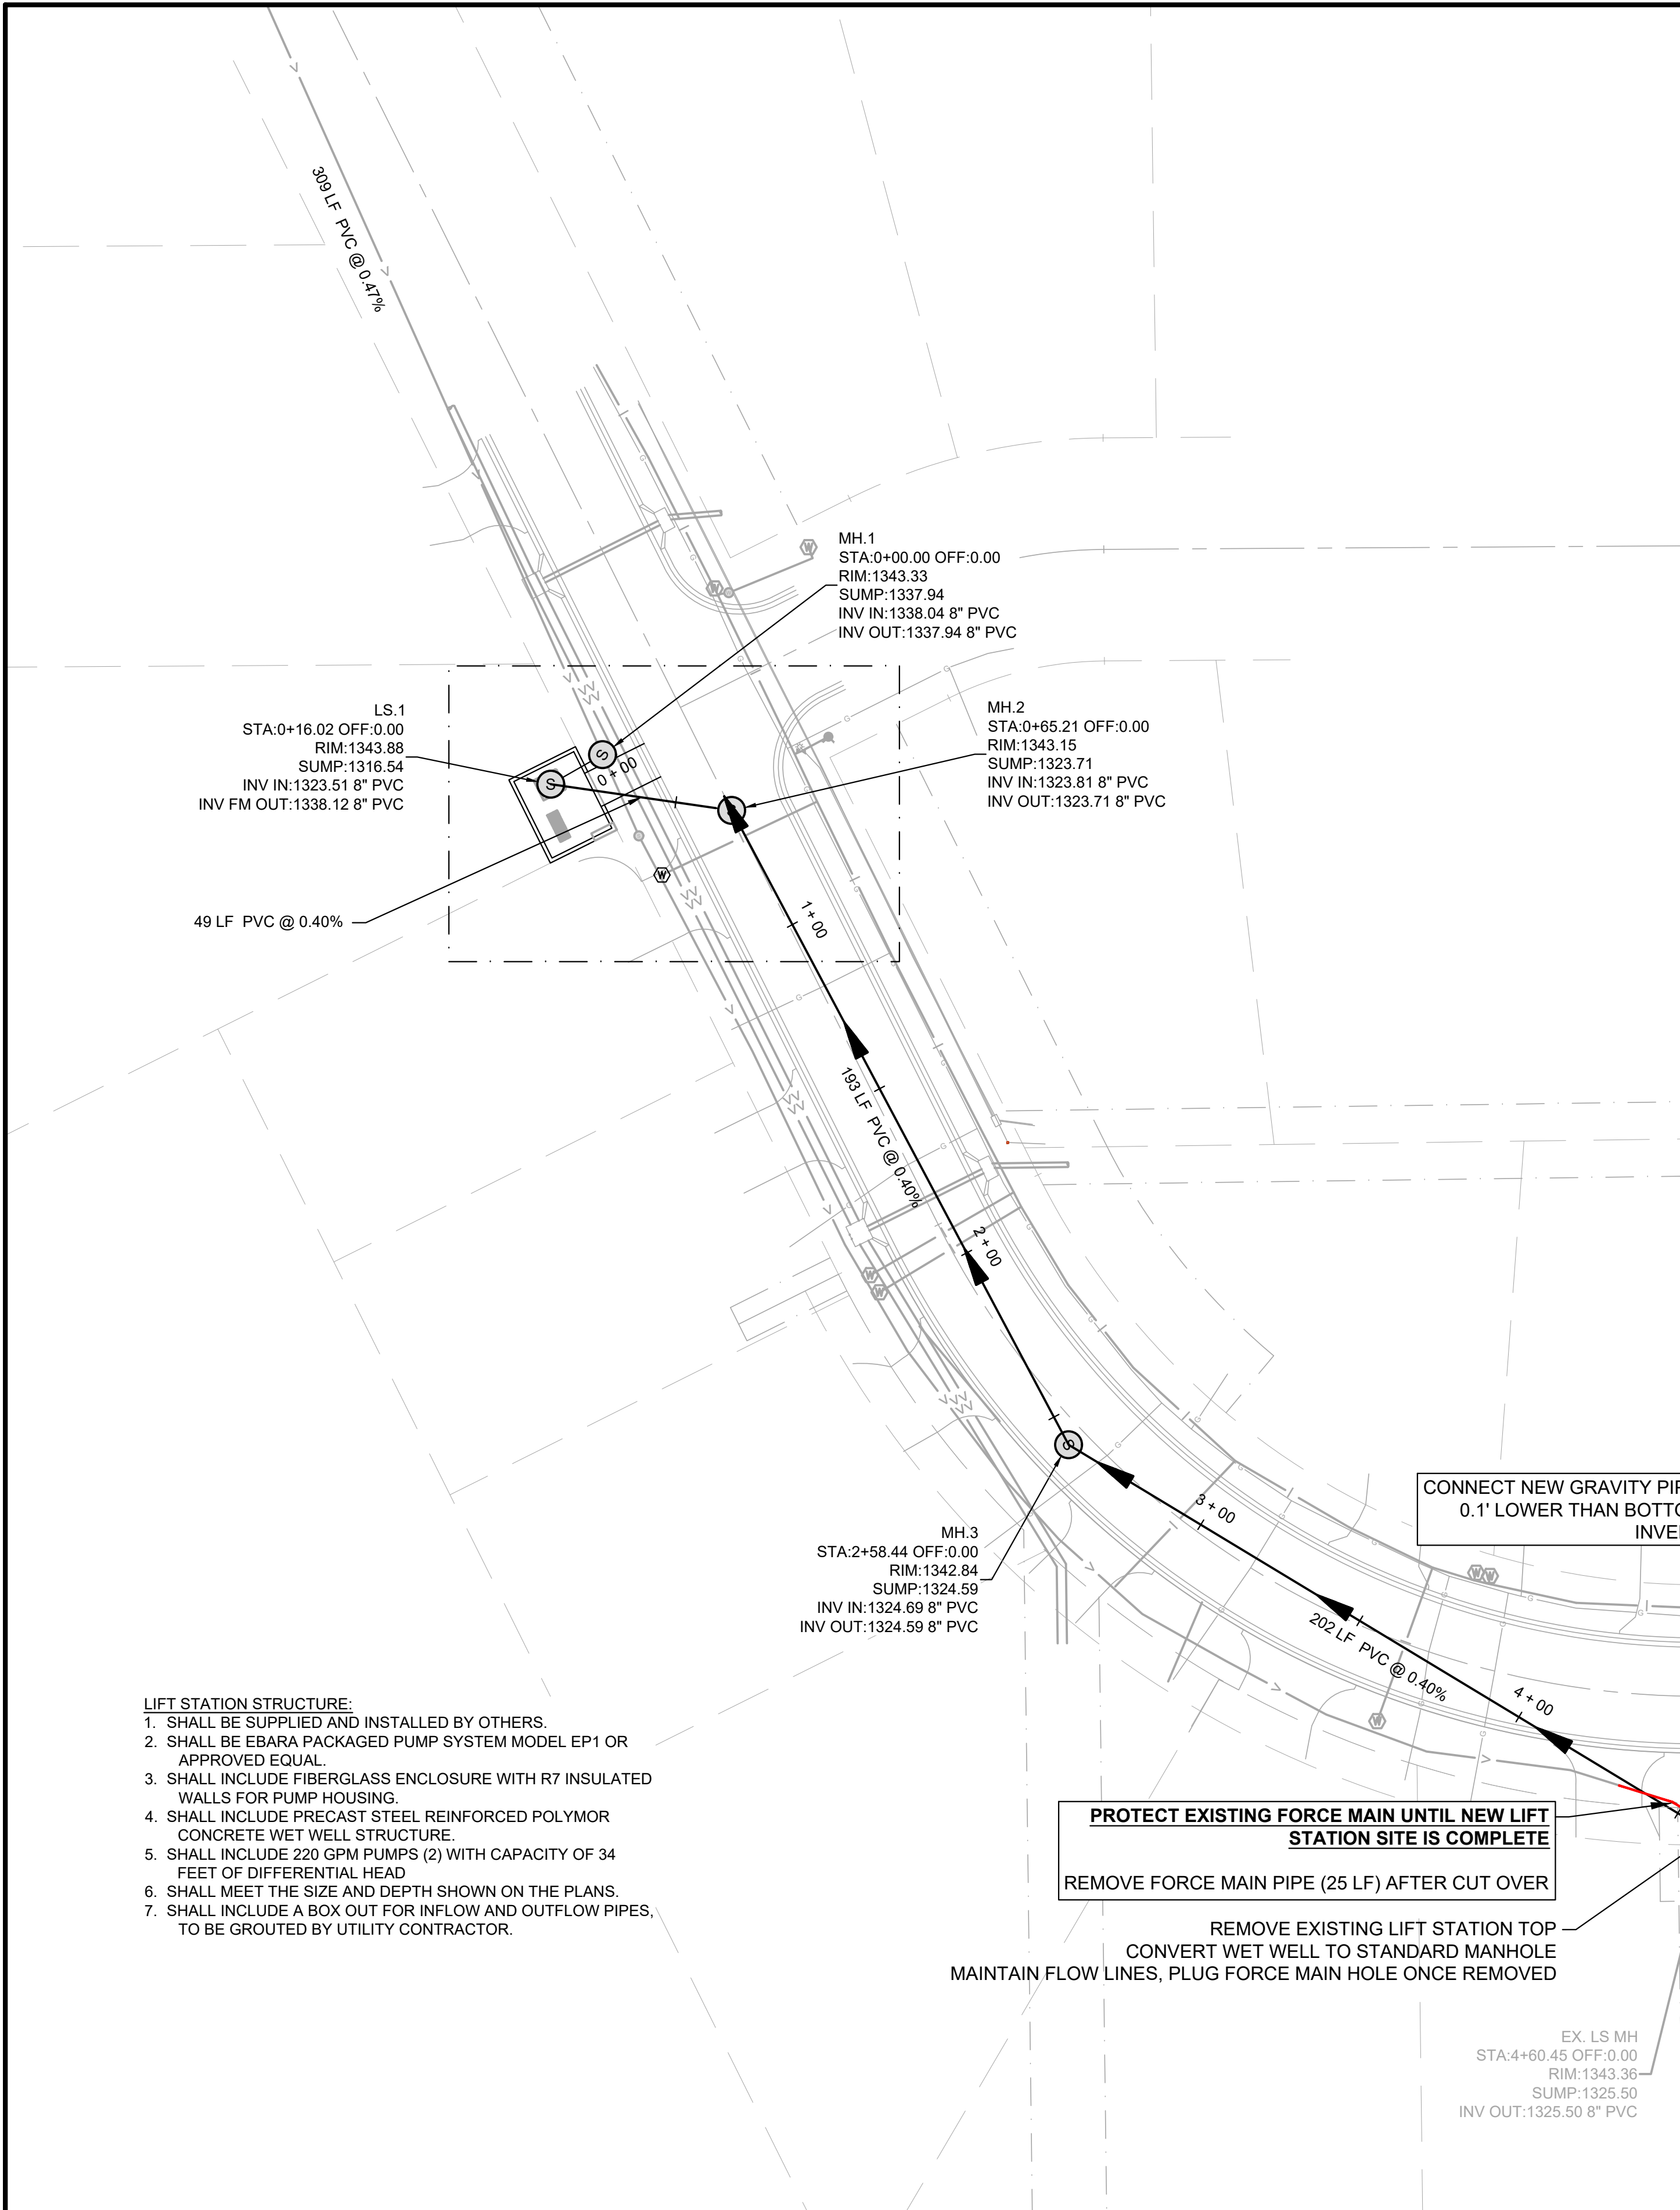 309 LF  PVC @ 0.47%
MH.1
STA:0+00.00 OFF:0.00
RIM:1343.33
SUMP:1337.94
INV IN:1338.04 8" PVC
INV OUT:1337.94 8" PVC
LS.1
STA:0+16.02 OFF:0.00
RIM:1343.88
SUMP:1316.54
INV IN:1323.51 8" PVC
INV FM OUT:1338.12 8" PVC
MH.2
STA:0+65.21 OFF:0.00
RIM:1343.15
SUMP:1323.71
INV IN:1323.81 8" PVC
INV OUT:1323.71 8" PVC
S
S
0 + 00
W
W
W
49 LF  PVC @ 0.40%
1 + 00
193 LF  PVC @ 0.40%
2 + 00
W
W
S
3 + 00
CONNECT NEW GRAVITY PIP
0.1' LOWER THAN BOTTO
INVE
MH.3
STA:2+58.44 OFF:0.00
RIM:1342.84
SUMP:1324.59
INV IN:1324.69 8" PVC
INV OUT:1324.59 8" PVC
W
W
202 LF  PVC @ 0.40%
4 + 00
W
LIFT STATION STRUCTURE:
1. SHALL BE SUPPLIED AND INSTALLED BY OTHERS.
2. SHALL BE EBARA PACKAGED PUMP SYSTEM MODEL EP1 OR
APPROVED EQUAL.
3. SHALL INCLUDE FIBERGLASS ENCLOSURE WITH R7 INSULATED
WALLS FOR PUMP HOUSING.
4. SHALL INCLUDE PRECAST STEEL REINFORCED POLYMOR
CONCRETE WET WELL STRUCTURE.
5. SHALL INCLUDE 220 GPM PUMPS (2) WITH CAPACITY OF 34
FEET OF DIFFERENTIAL HEAD
6. SHALL MEET THE SIZE AND DEPTH SHOWN ON THE PLANS.
7. SHALL INCLUDE A BOX OUT FOR INFLOW AND OUTFLOW PIPES,
TO BE GROUTED BY UTILITY CONTRACTOR.
PROTECT EXISTING FORCE MAIN UNTIL NEW LIFT
STATION SITE IS COMPLETE
REMOVE FORCE MAIN PIPE (25 LF) AFTER CUT OVER
REMOVE EXISTING LIFT STATION TOP
CONVERT WET WELL TO STANDARD MANHOLE
MAINTAIN FLOW LINES, PLUG FORCE MAIN HOLE ONCE REMOVED
EX. LS MH
STA:4+60.45 OFF:0.00
RIM:1343.36
SUMP:1325.50
INV OUT:1325.50 8" PVC